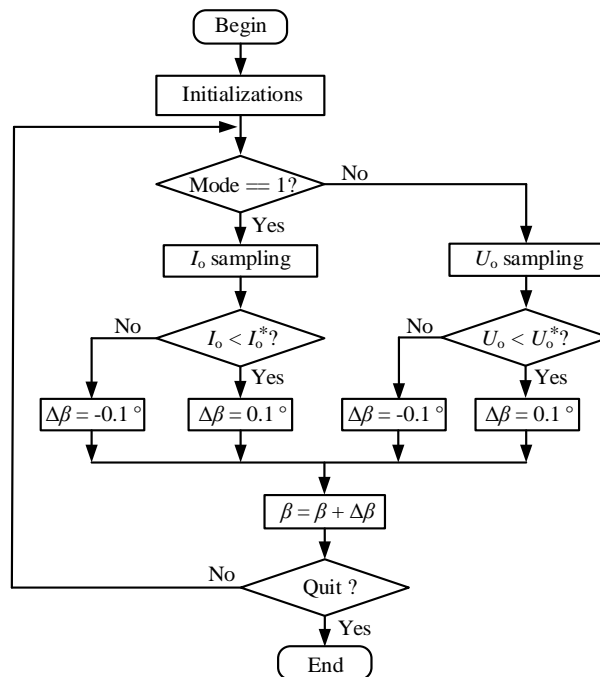 Begin
Initializations
Mode == 1?
No
Yes
Iₒ sampling
Uₒ sampling
No
Iₒ < Iₒ*?
No
Uₒ < Uₒ*?
Yes
Yes
Δβ = -0.1 °
Δβ = 0.1 °
Δβ = -0.1 °
Δβ = 0.1 °
β = β + Δβ
No
Quit ?
Yes
End